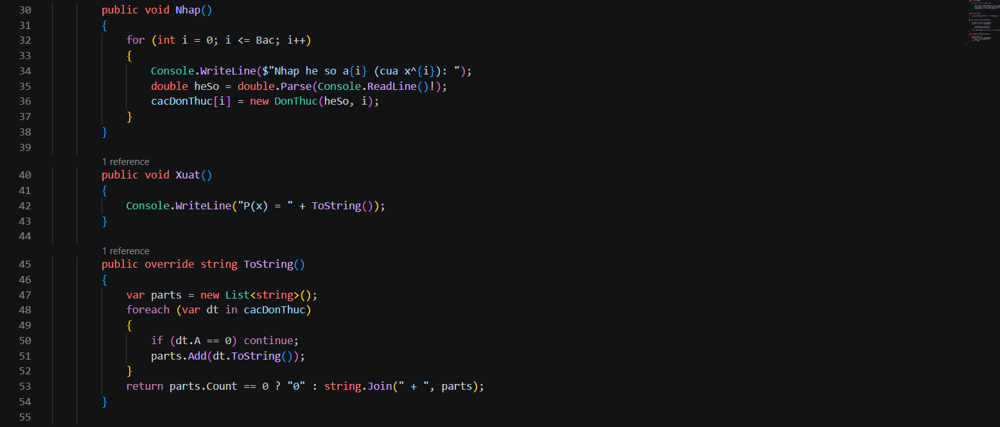 30 public void Nhap()
31 {
32 for (int i = 0; i <= Bac; i++)
33 {
34 Console.WriteLine($"Nhap he so a{i} (cua x^{i}): ");
35 double heSo = double.Parse(Console.ReadLine()!);
36 cacDonThuc[i] = new DonThuc(heSo, i);
37 }
38 }
39
1 reference
40 public void Xuat()
41 {
42 Console.WriteLine("P(x) = " + ToString());
43 }
44
1 reference
45 public override string ToString()
46 {
47 var parts = new List<string>();
48 foreach (var dt in cacDonThuc)
49 {
50 if (dt.A == 0) continue;
51 parts.Add(dt.ToString());
52 }
53 return parts.Count == 0 ? "0" : string.Join(" + ", parts);
54 }
55